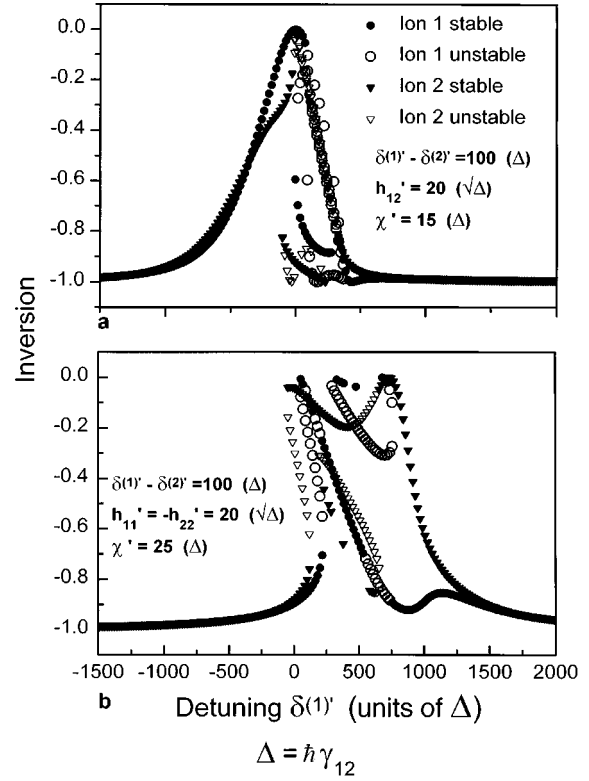 0.0
-0.2
-0.4
-0.6
-0.8
-1.0
Ion 1 stable
Ion 1 unstable
Ion 2 stable
Ion 2 unstable
δ(1)' - δ(2)' =100 (Δ)
h12' = 20 (√Δ)
χ ' = 15 (Δ)
a
Inversion
0.0
-0.2
-0.4
-0.6
-0.8
-1.0
δ(1)' - δ(2)' =100 (Δ)
h11' = -h22' = 20 (√Δ)
χ ' = 25 (Δ)
-1500 -1000 -500 0 500 1000 1500 2000
b
Detuning δ(1)' (units of Δ)
Δ = ħ γ12